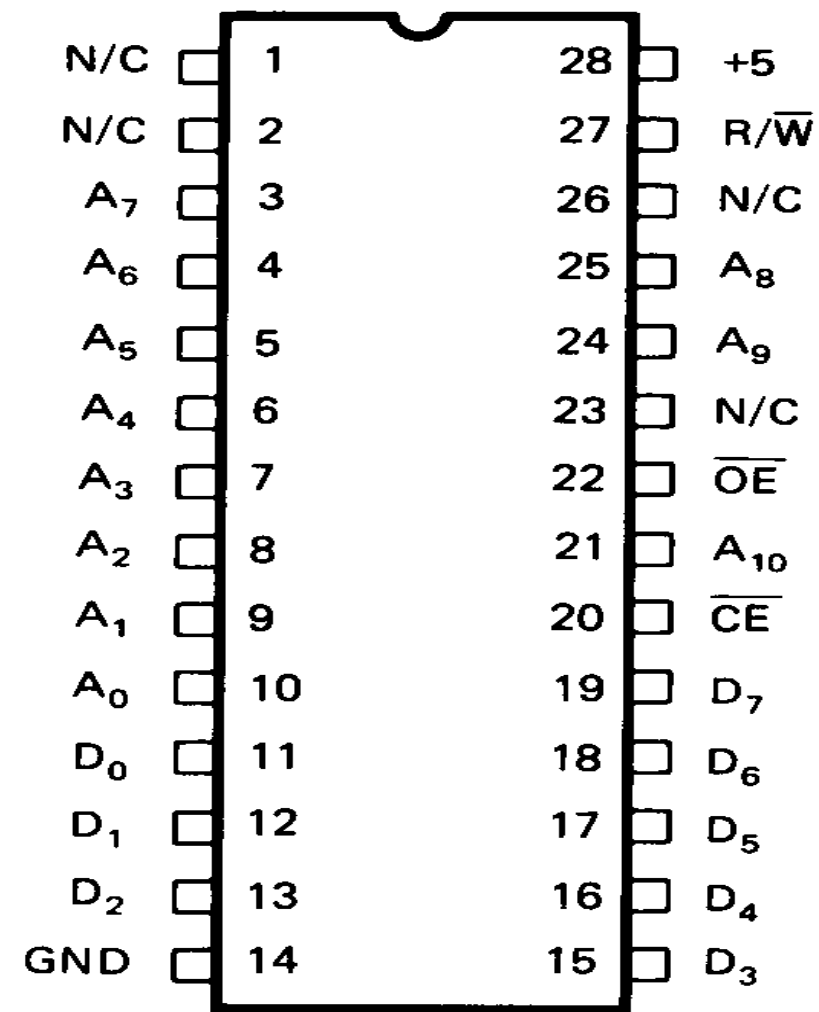 N/C 1 28 +5
N/C 2 27 R/W̅
A₇ 3 26 N/C
A₆ 4 25 A₈
A₅ 5 24 A₉
A₄ 6 23 N/C
A₃ 7 22 O̅E̅
A₂ 8 21 A₁₀
A₁ 9 20 C̅E̅
A₀ 10 19 D₇
D₀ 11 18 D₆
D₁ 12 17 D₅
D₂ 13 16 D₄
GND 14 15 D₃